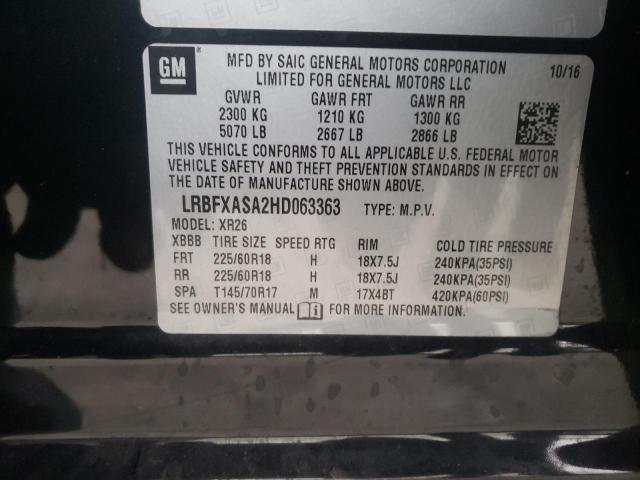 GM
MFD BY SAIC GENERAL MOTORS CORPORATION
LIMITED FOR GENERAL MOTORS LLC
10/16
GVWR GAWR FRT GAWR RR
2300 KG 1210 KG 1300 KG
5070 LB 2667 LB 2866 LB
THIS VEHICLE CONFORMS TO ALL APPLICABLE U.S. FEDERAL MOTOR
VEHICLE SAFETY AND THEFT PREVENTION STANDARDS IN EFFECT ON
THE DATE OF MANUFACTURE SHOWN ABOVE.
LRBFXASA2HD063363 TYPE: M.P.V.
MODEL: XR26
XBBB TIRE SIZE SPEED RTG RIM COLD TIRE PRESSURE
FRT 225/60R18 H 18X7.5J 240KPA(35PSI)
RR 225/60R18 H 18X7.5J 240KPA(35PSI)
SPA T145/70R17 M 17X4BT 420KPA(60PSI)
SEE OWNER'S MANUAL FOR MORE INFORMATION.